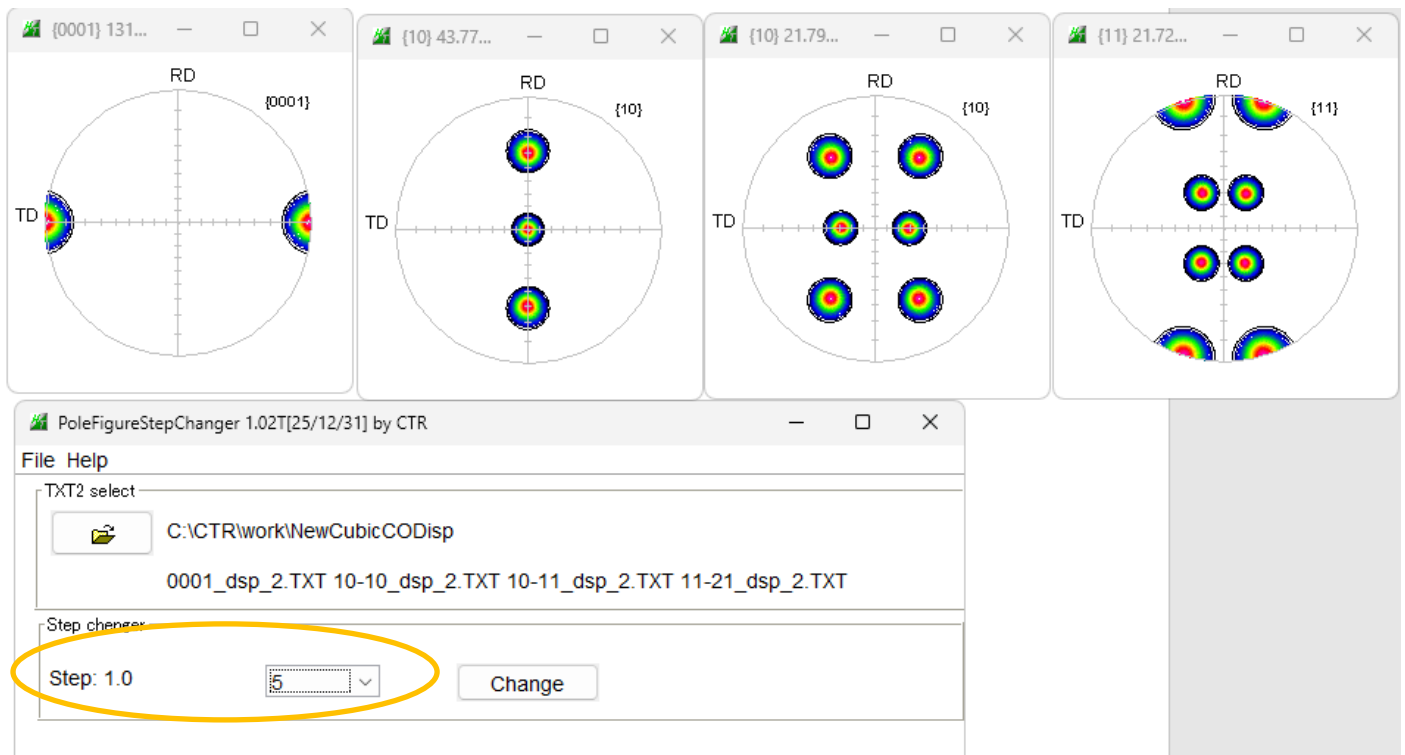 {0001} 131...
{10} 43.77...
{10} 21.79...
{11} 21.72...
RD
{0001}
TD
RD
{10}
TD
RD
{10}
TD
RD
{11}
TD
PoleFigureStepChanger 1.02T[25/12/31] by CTR
File Help
TXT2 select
C:\CTR\work\NewCubicCODisp
0001_dsp_2.TXT 10-10_dsp_2.TXT 10-11_dsp_2.TXT 11-21_dsp_2.TXT
Step chenger
Step: 1.0
5
Change